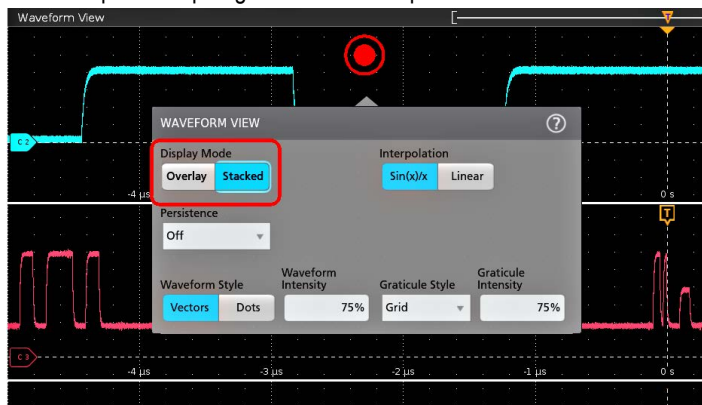 Waveform View
T
C 2
WAVEFORM VIEW
?
Display Mode
Interpolation
Overlay Stacked
Sin(x)/x Linear
-4 µs
0 s
Persistence
T
Off
Waveform Style
Waveform Intensity
Graticule Style
Graticule Intensity
Vectors Dots
75%
Grid
75%
C 3
-4 µs -3 µs -2 µs -1 µs 0 s